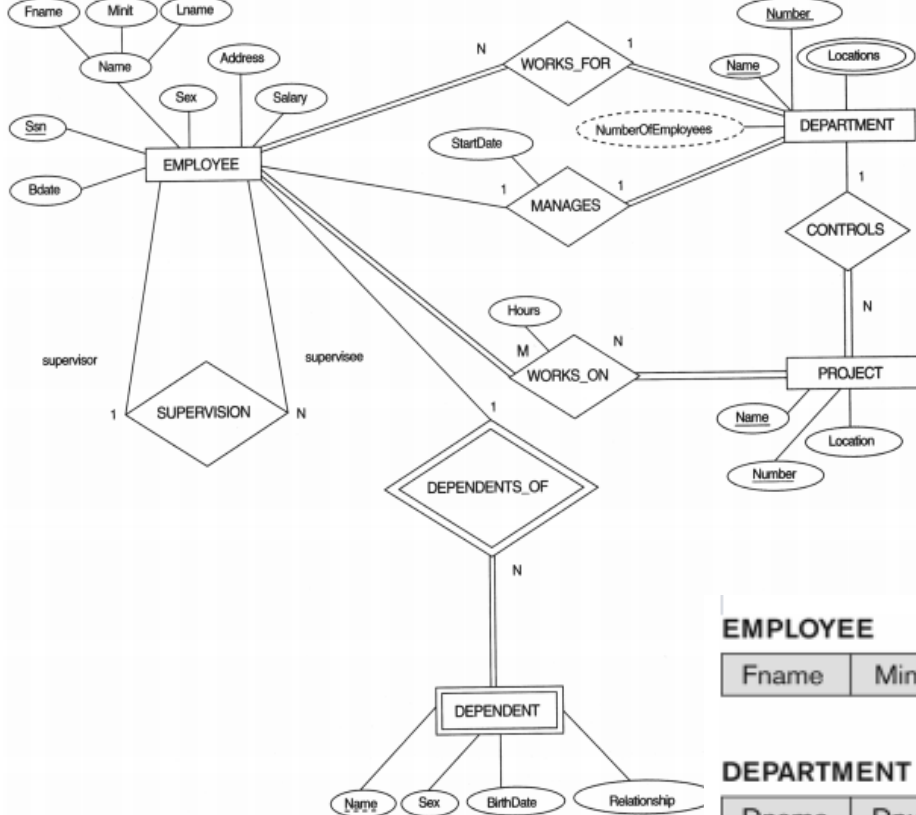 Fname Minit Lname
Number
Name
Address
N
WORKS_FOR
1
Name
Locations
Sex
Salary
Ssn
NumberOfEmployees
DEPARTMENT
StartDate
EMPLOYEE
Bdate
1
MANAGES
1
1
CONTROLS
Hours
N
M
N
supervisor
supervisee
WORKS_ON
PROJECT
1
SUPERVISION
N
1
Name
Location
Number
DEPENDENTS_OF
N
EMPLOYEE
Fname
DEPENDENT
DEPARTMENT
Name
Sex
BirthDate
Relationship